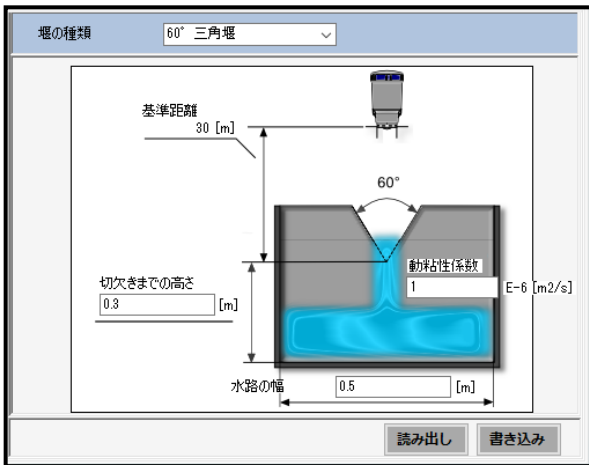 堰の種類 60° 三角堰
基準距離
30 [m]
60°
動粘性係数
1 E-6 [m2/s]
切欠きまでの高さ
0.3 [m]
水路の幅 0.5 [m]
読み出し 書き込み